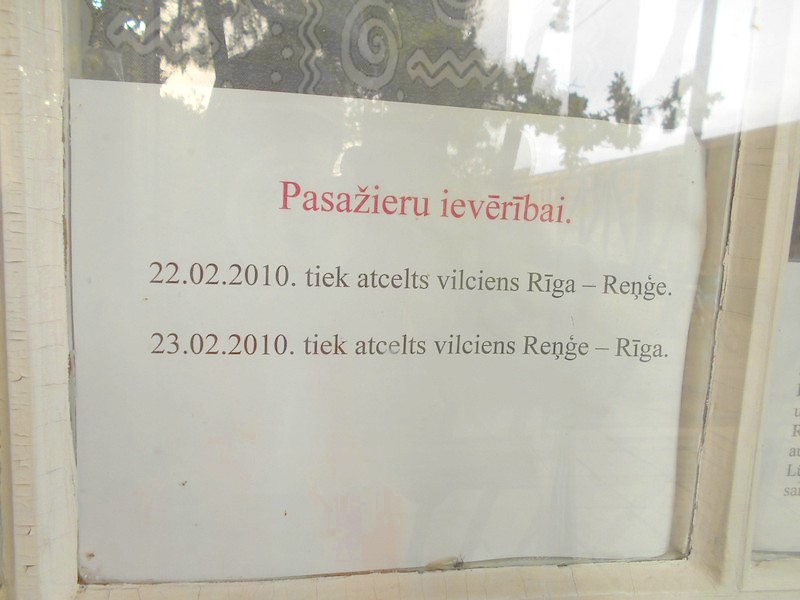 Pasažieru ievērībai.
22.02.2010. tiek atcelts vilciens Rīga – Reņģe.
23.02.2010. tiek atcelts vilciens Reņģe – Rīga.